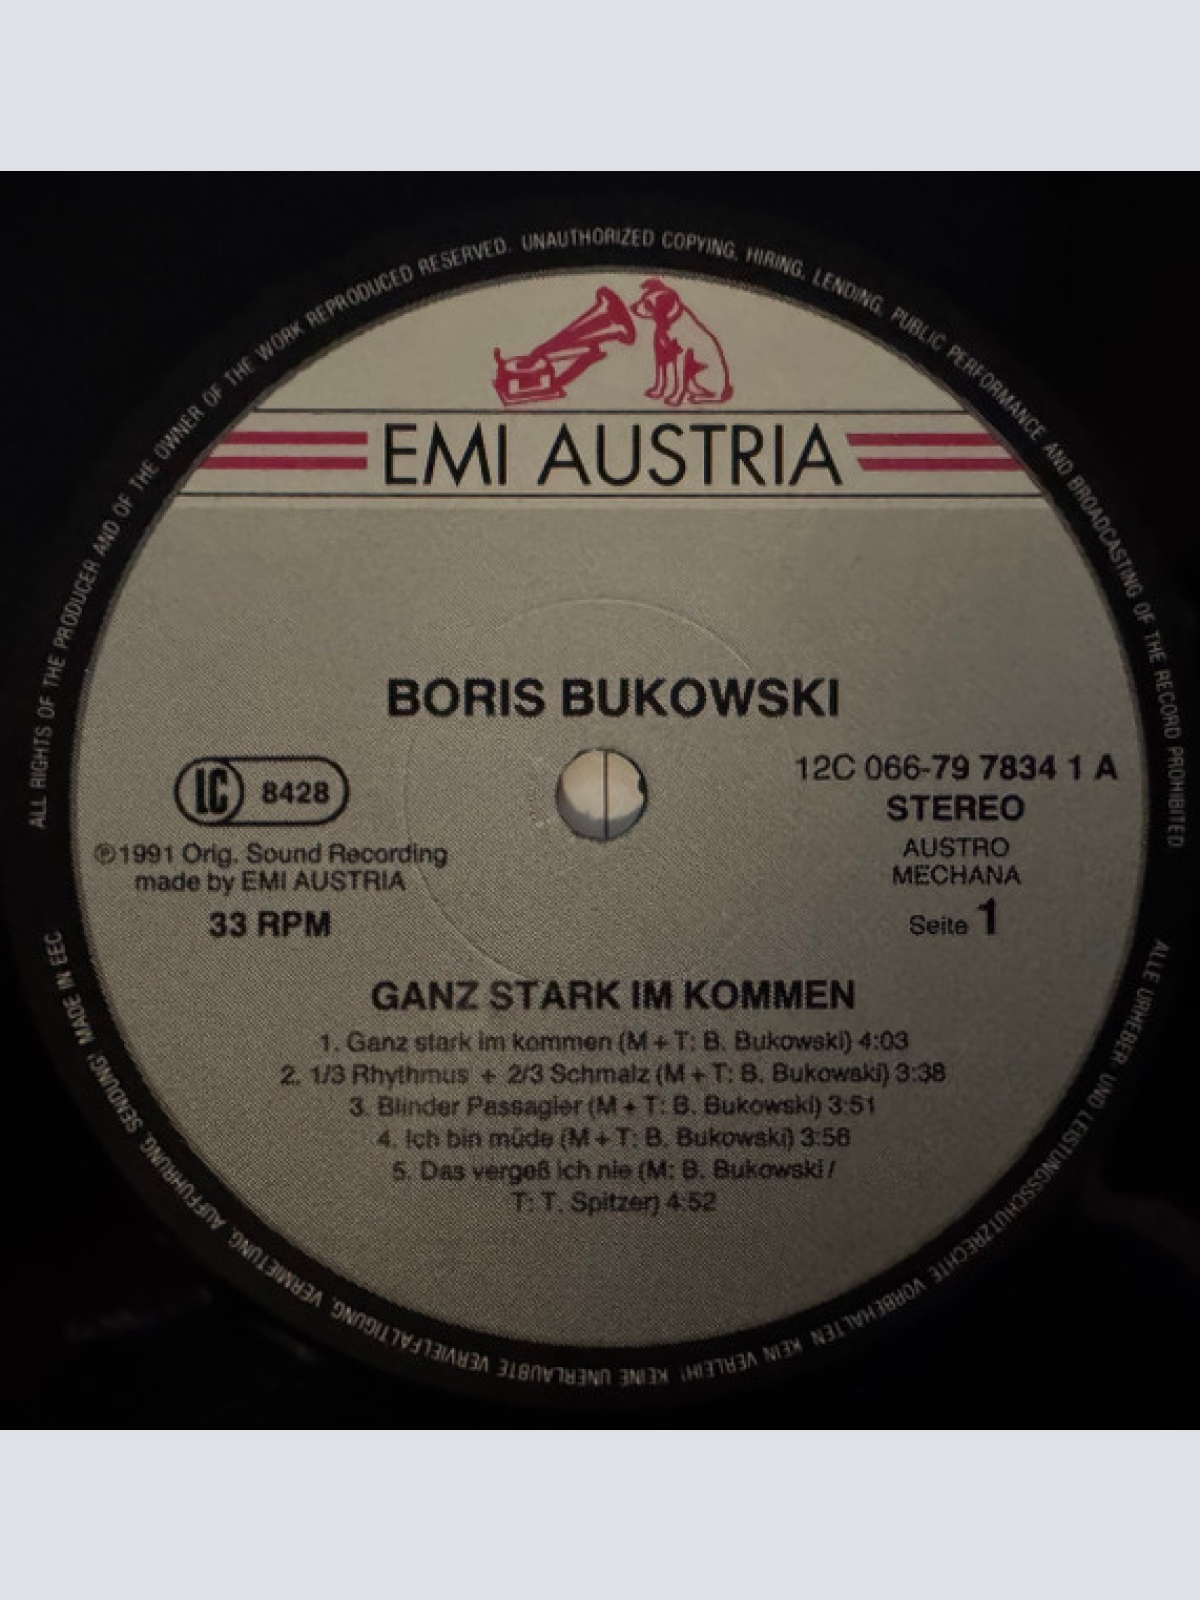 ALL RIGHTS OF THE PRODUCER AND OF THE OWNER OF THE WORK REPRODUCED RESERVED. UNAUTHORIZED COPYING, HIRING, LENDING, PUBLIC PERFORMANCE AND BROADCASTING OF THE RECORD PROHIBITED
EMI AUSTRIA
BORIS BUKOWSKI
LC 8428
12C 066-79 7834 1 A
STEREO
AUSTRO
MECHANA
℗1991 Orig. Sound Recording
made by EMI AUSTRIA
33 RPM
Seite 1
GANZ STARK IM KOMMEN
1. Ganz stark im kommen (M + T: B. Bukowski) 4:03
2. 1/3 Rhythmus + 2/3 Schmalz (M + T: B. Bukowski) 3:38
3. Blinder Passagier (M + T: B. Bukowski) 3:51
4. Ich bin müde (M + T: B. Bukowski) 3:56
5. Das vergeß ich nie (M: B. Bukowski /
T: T. Spitzer) 4:52
ALLE URHEBER- UND LEISTUNGSSCHUTZRECHTE VORBEHALTEN KEIN VERLEIH! KEINE UNERLAUBTE VERVIELFALTIGUNG, VERMIETUNG, AUFFUHRUNG, SENDUNG! MADE IN EEC